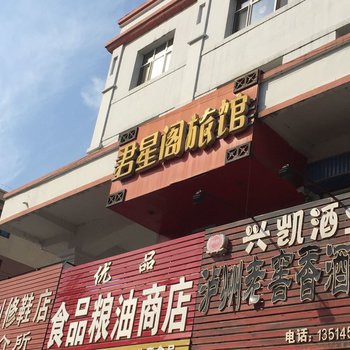 君星阁旅馆
修鞋店
优品
食品粮油商店
兴凯酒
泸州老窖香酒
电话：13514